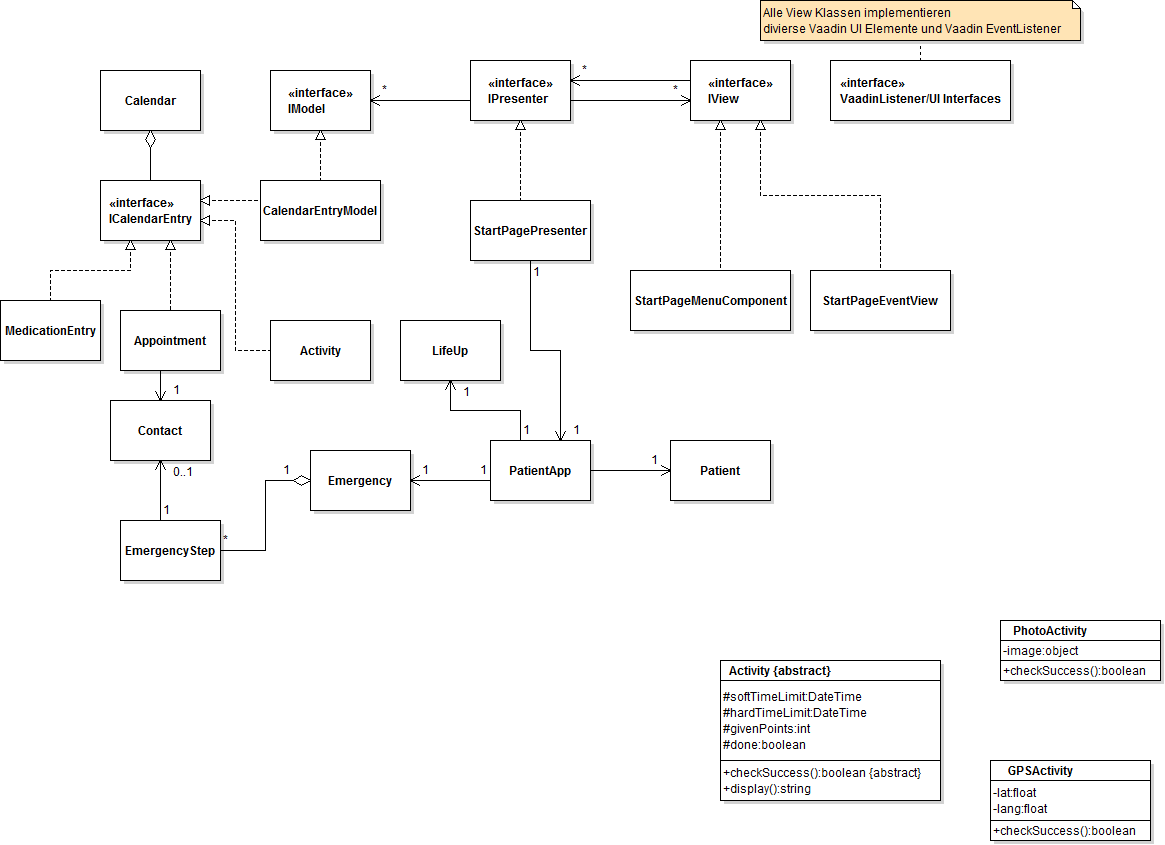 Alle View Klassen implementieren
divierse Vaadin UI Elemente und Vaadin EventListener
Calendar
«interface»
IModel
*
«interface»
IPresenter
*
*
«interface»
IView
«interface»
VaadinListener/UI Interfaces
«interface»
ICalendarEntry
CalendarEntryModel
StartPagePresenter
1
StartPageMenuComponent
StartPageEventView
MedicationEntry
Appointment
1
Activity
LifeUp
1
1
1
Contact
0..1
1
EmergencyStep
*
1
Emergency
1
1
PatientApp
1
Patient
PhotoActivity
-image:object
+checkSuccess():boolean
Activity {abstract}
#softTimeLimit:DateTime
#hardTimeLimit:DateTime
#givenPoints:int
#done:boolean
+checkSuccess():boolean {abstract}
+display():string
GPSActivity
-lat:float
-lang:float
+checkSuccess():boolean